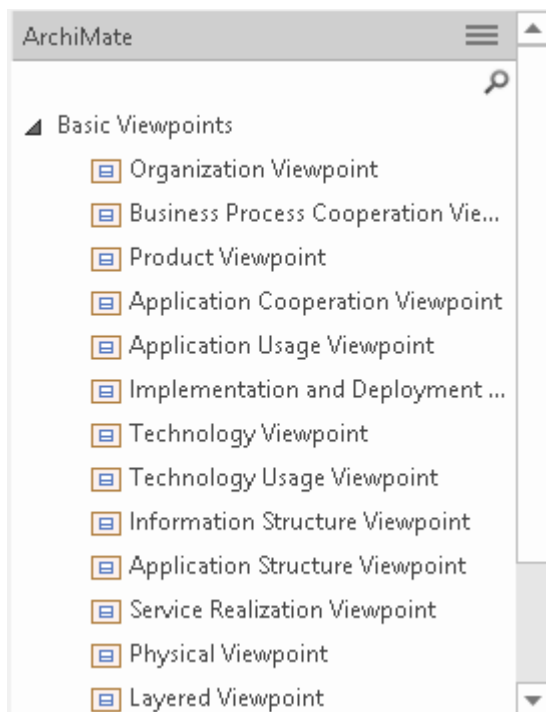 ArchiMate
Basic Viewpoints
Organization Viewpoint
Business Process Cooperation Vie...
Product Viewpoint
Application Cooperation Viewpoint
Application Usage Viewpoint
Implementation and Deployment ...
Technology Viewpoint
Technology Usage Viewpoint
Information Structure Viewpoint
Application Structure Viewpoint
Service Realization Viewpoint
Physical Viewpoint
Layered Viewpoint